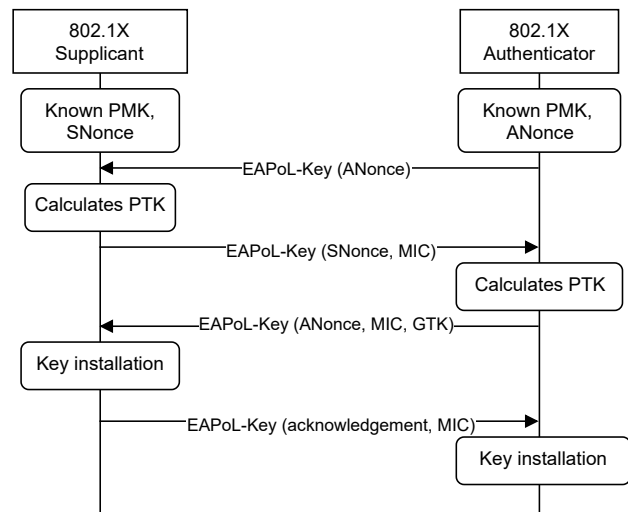 802.1X
Supplicant
802.1X
Authenticator
Known PMK,
SNonce
Known PMK,
ANonce
EAPoL-Key (ANonce)
Calculates PTK
EAPoL-Key (SNonce, MIC)
Calculates PTK
EAPoL-Key (ANonce, MIC, GTK)
Key installation
EAPoL-Key (acknowledgement, MIC)
Key installation